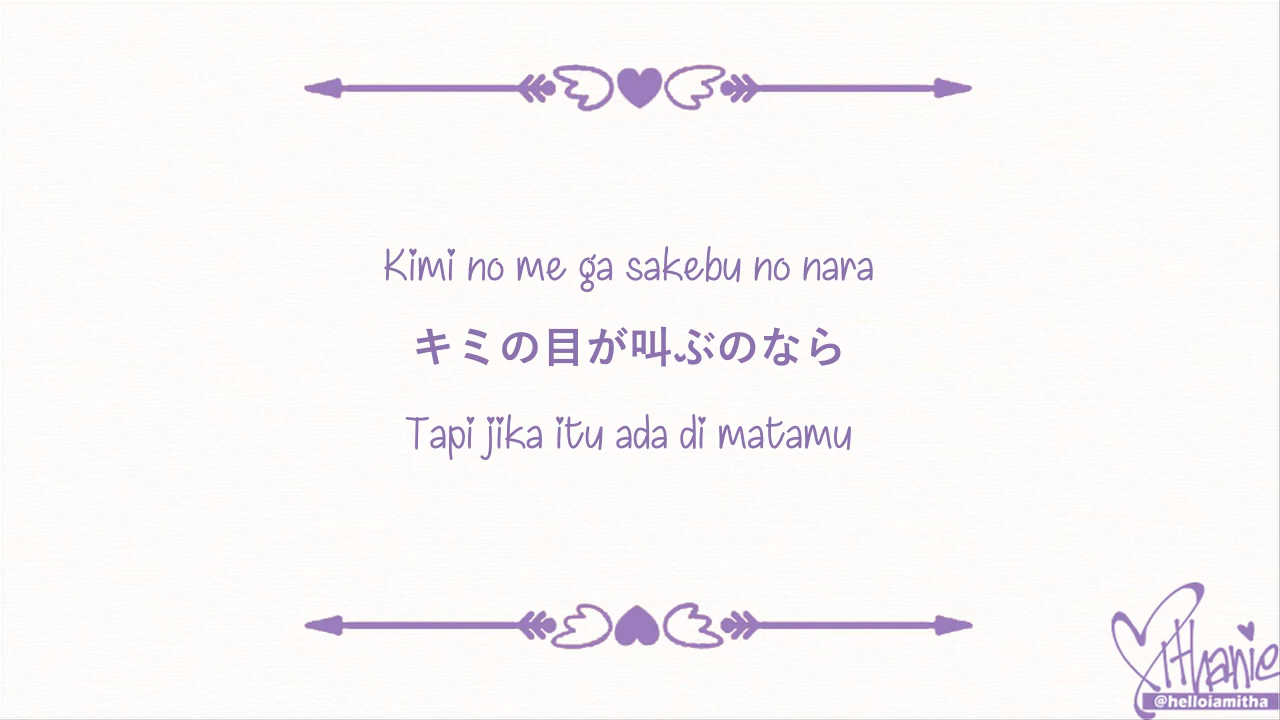 Kimi no me ga sakebu no nara
キミの目が叫ぶのなら
Tapi jika itu ada di matamu
Mithanie
@helloiamitha